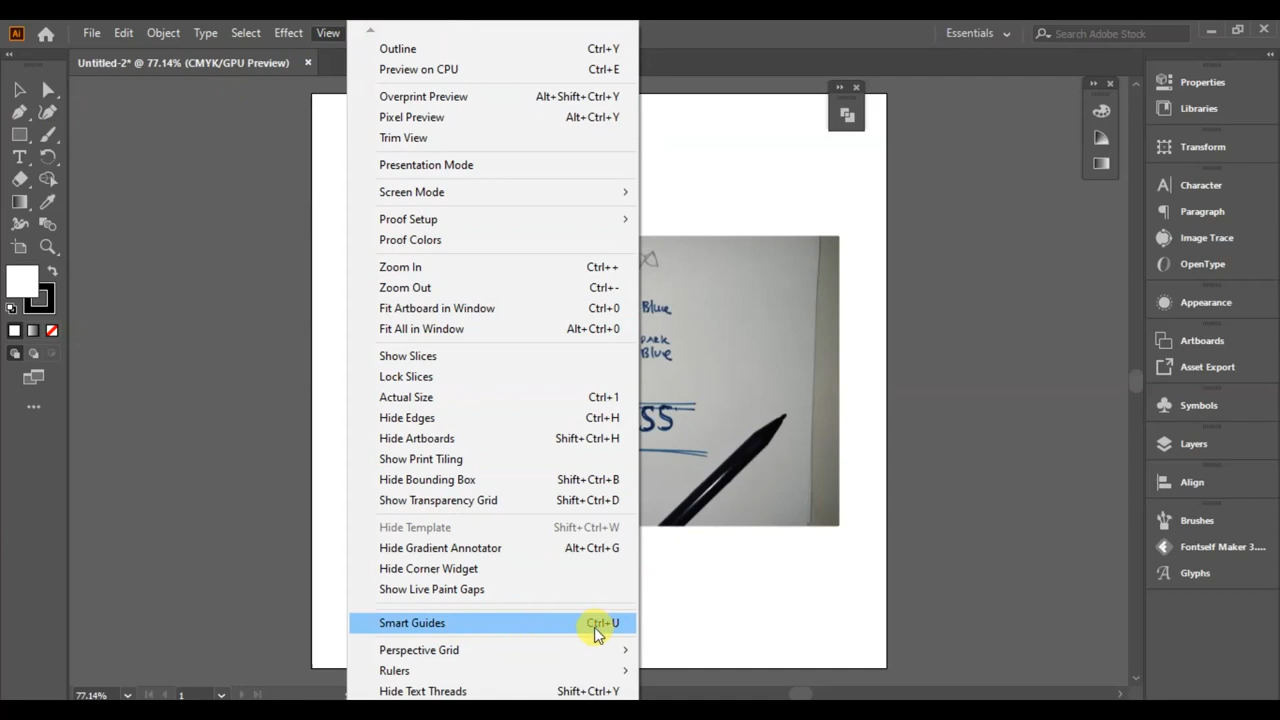 Ai File Edit Object Type Select Effect View Essentials Search Adobe Stock
Untitled-2* @ 77.14% (CMYK/GPU Preview) ×
Outline Ctrl+Y
Preview on CPU Ctrl+E
Overprint Preview Alt+Shift+Ctrl+Y
Pixel Preview Alt+Ctrl+Y
Trim View
Presentation Mode
Screen Mode
Proof Setup
Proof Colors
Zoom In Ctrl++
Zoom Out Ctrl+-
Fit Artboard in Window Ctrl+0
Fit All in Window Alt+Ctrl+0
Show Slices
Lock Slices
Actual Size Ctrl+1
Hide Edges Ctrl+H
Hide Artboards Shift+Ctrl+H
Show Print Tiling
Hide Bounding Box Shift+Ctrl+B
Show Transparency Grid Shift+Ctrl+D
Hide Template Shift+Ctrl+W
Hide Gradient Annotator Alt+Ctrl+G
Hide Corner Widget
Show Live Paint Gaps
Smart Guides Ctrl+U
Perspective Grid
Rulers
Hide Text Threads Shift+Ctrl+Y
Blue
Blue
SS
Properties
Libraries
Transform
Character
Paragraph
Image Trace
OpenType
Appearance
Artboards
Asset Export
Symbols
Layers
Align
Brushes
Fontself Maker 3....
Glyphs
77.14% 1